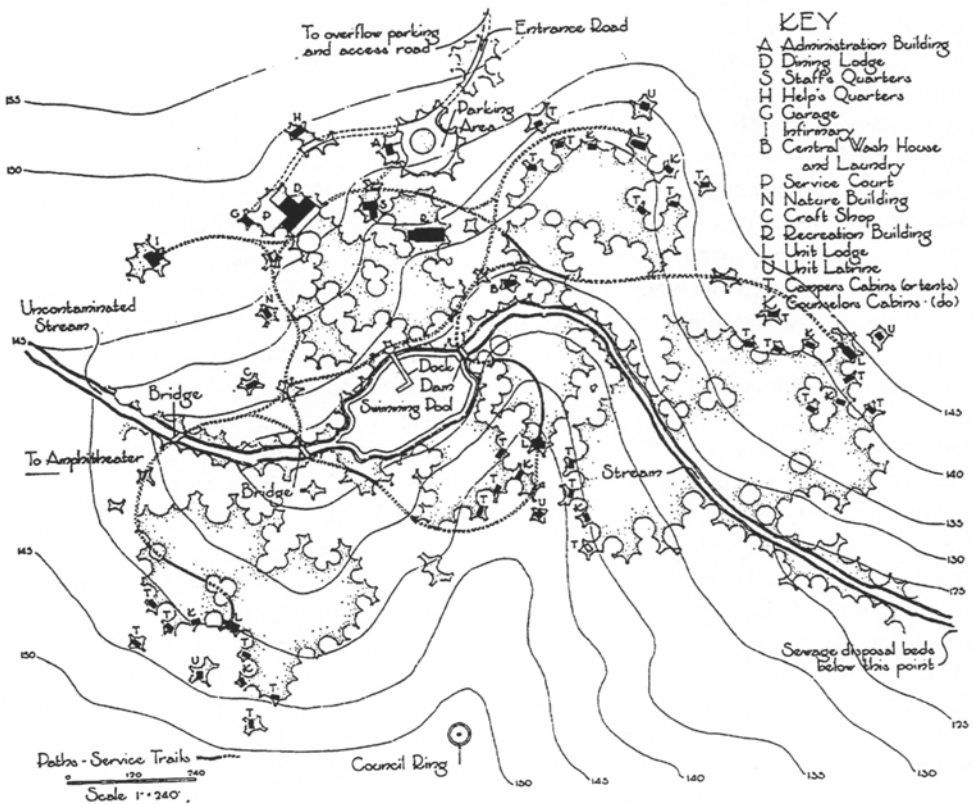 KEY
A Administration Building
D Dining Lodge
S Staff's Quarters
H Help's Quarters
G Garage
I Infirmary
B Central Wash House
and Laundry
P Service Court
N Nature Building
C Craft Shop
R Recreation Building
L Unit Lodge
U Unit Latrine
T Campers Cabins (or tents)
K Counselors Cabins - (do)
To overflow parking
and access road
Entrance Road
Parking
Area
155
150
H
A
T
U
T
T
K
L
K
T
T
T
D
G
P
S
R
I
N
B
C
Uncontaminated
Stream
145
Bridge
Dock
Dam
Swimming Pool
T
T
T
K
U
L
T
T
K
T
145
140
135
130
125
To Amphitheater
Bridge
Stream
T
L
K
T
T
U
T
T
K
T
145
T
T
K
L
T
T
U
K
T
T
150
Sewage disposal beds
below this point
125
130
135
140
145
150
Council Ring
Paths - Service Trails
0 120 240
Scale 1" = 240'